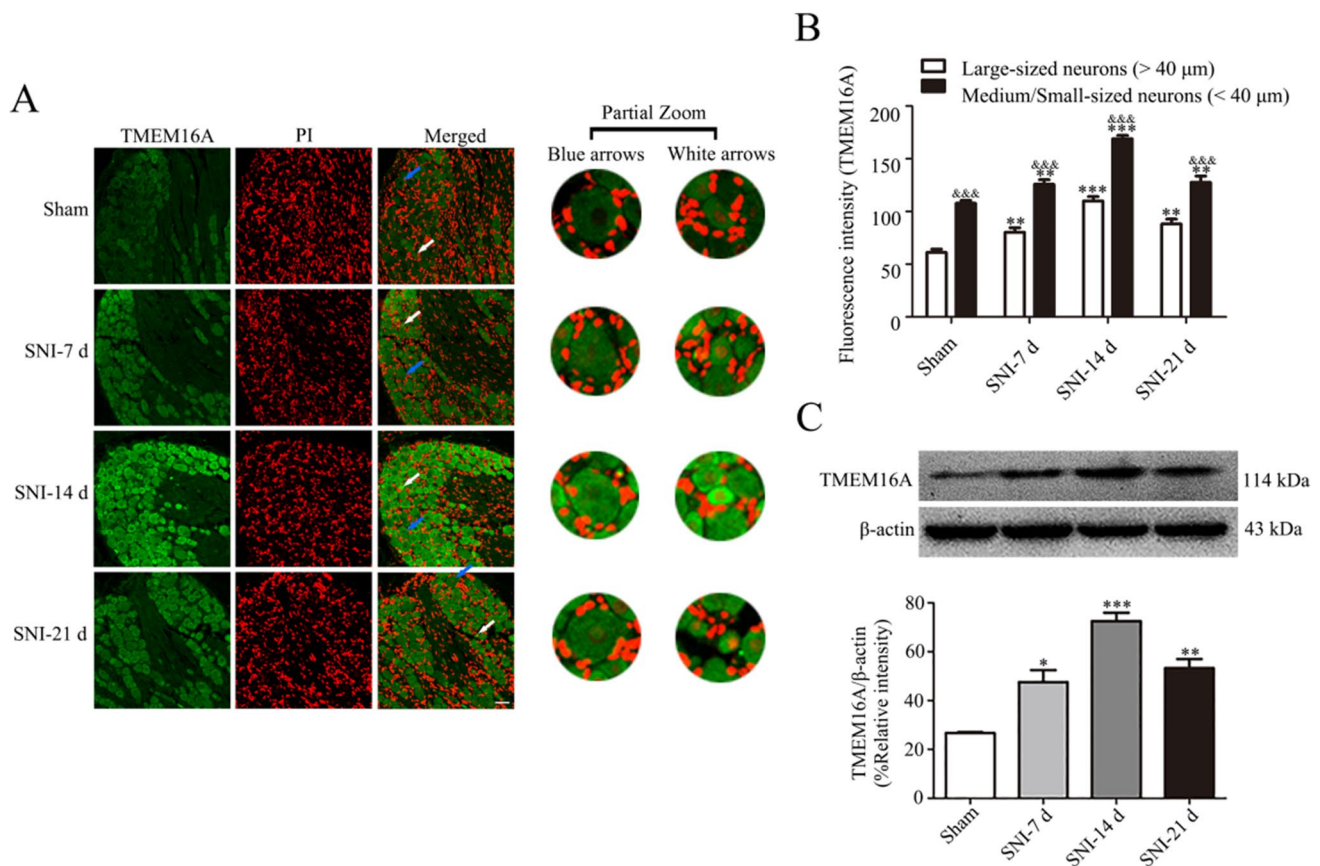 A
TMEM16A PI Merged
Partial Zoom
Blue arrows White arrows
Sham
SNI-7 d
SNI-14 d
SNI-21 d
B
Large-sized neurons (> 40 μm)
Medium/Small-sized neurons (< 40 μm)
Fluorescence intensity (TMEM16A)
200
150
100
50
0
&&&
** &&& **
*** &&& ***
** &&& **
Sham SNI-7 d SNI-14 d SNI-21 d
C
TMEM16A 114 kDa
β-actin 43 kDa
TMEM16A/β-actin
(%Relative intensity)
80
60
40
20
0
* *** **
Sham SNI-7 d SNI-14 d SNI-21 d